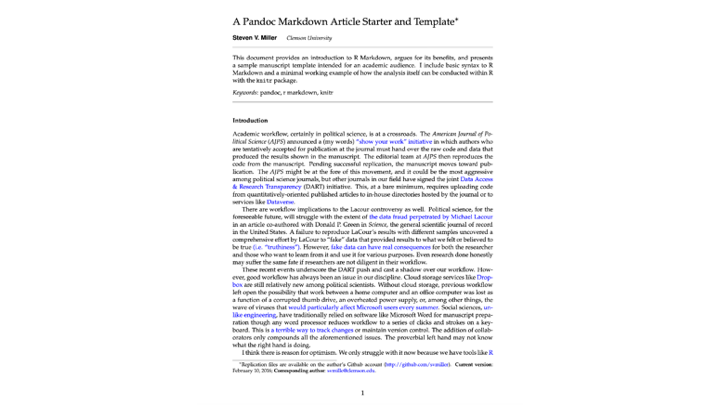 A Pandoc Markdown Article Starter and Template*
Steven V. Miller Clemson University
This document provides an introduction to R Markdown, argues for its benefits, and presents
a sample manuscript template intended for an academic audience. I include basic syntax to R
Markdown and a minimal working example of how the analysis itself can be conducted within R
with the knitr package.
Keywords: pandoc, r markdown, knitr
Introduction
Academic workflow, certainly in political science, is at a crossroads. The American Journal of Po-
litical Science (AJPS) announced a (my words) "show your work" initiative in which authors who
are tentatively accepted for publication at the journal must hand over the raw code and data that
produced the results shown in the manuscript. The editorial team at AJPS then reproduces the
code from the manuscript. Pending successful replication, the manuscript moves toward pub-
lication. The AJPS might be at the fore of this movement, and it could be the most aggressive
among political science journals, but other journals in our field have signed the joint Data Access
& Research Transparency (DART) initiative. This, at a bare minimum, requires uploading code
from quantitatively-oriented published articles to in-house directories hosted by the journal or to
services like Dataverse.
There are workflow implications to the Lacour controversy as well. Political science, for the
foreseeable future, will struggle with the extent of the data fraud perpetrated by Michael Lacour
in an article co-authored with Donald P. Green in Science, the general scientific journal of record
in the United States. A failure to reproduce LaCour's results with different samples uncovered a
comprehensive effort by LaCour to "fake" data that provided results to what we felt or believed to
be true (i.e. "truthiness"). However, fake data can have real consequences for both the researcher
and those who want to learn from it and use it for various purposes. Even research done honestly
may suffer the same fate if researchers are not diligent in their workflow.
These recent events underscore the DART push and cast a shadow over our workflow. How-
ever, good workflow has always been an issue in our discipline. Cloud storage services like Drop-
box are still relatively new among political scientists. Without cloud storage, previous workflow
left open the possibility that work between a home computer and an office computer was lost as
a function of a corrupted thumb drive, an overheated power supply, or, among other things, the
wave of viruses that would particularly affect Microsoft users every summer. Social sciences, un-
like engineering, have traditionally relied on software like Microsoft Word for manuscript prepa-
ration though any word processor reduces workflow to a series of clicks and strokes on a key-
board. This is a terrible way to track changes or maintain version control. The addition of collab-
orators only compounds all the aforementioned issues. The proverbial left hand may not know
what the right hand is doing.
I think there is reason for optimism. We only struggle with it now because we have tools like R
*Replication files are available on the author's Github account (http://github.com/svmiller). Current version:
February 10, 2016; Corresponding author: svmille@clemson.edu.
1